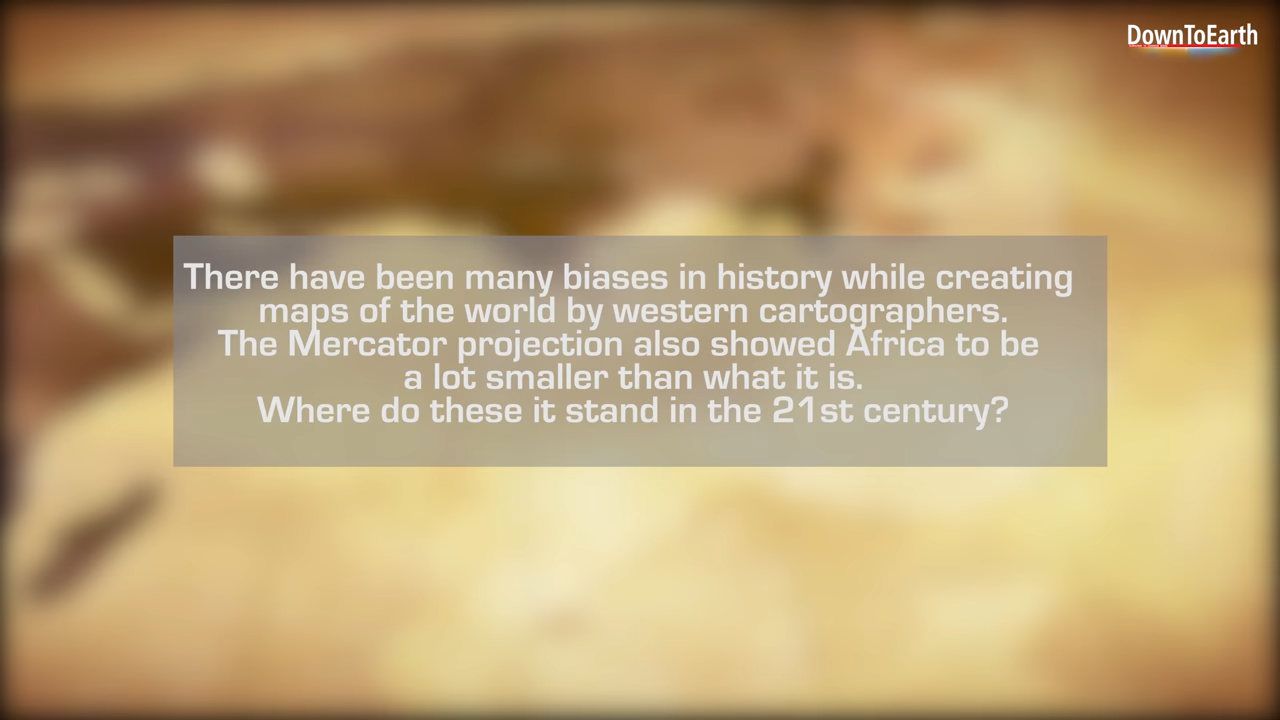 DownToEarth
There have been many biases in history while creating
maps of the world by western cartographers.
The Mercator projection also showed Africa to be
a lot smaller than what it is.
Where do these it stand in the 21st century?